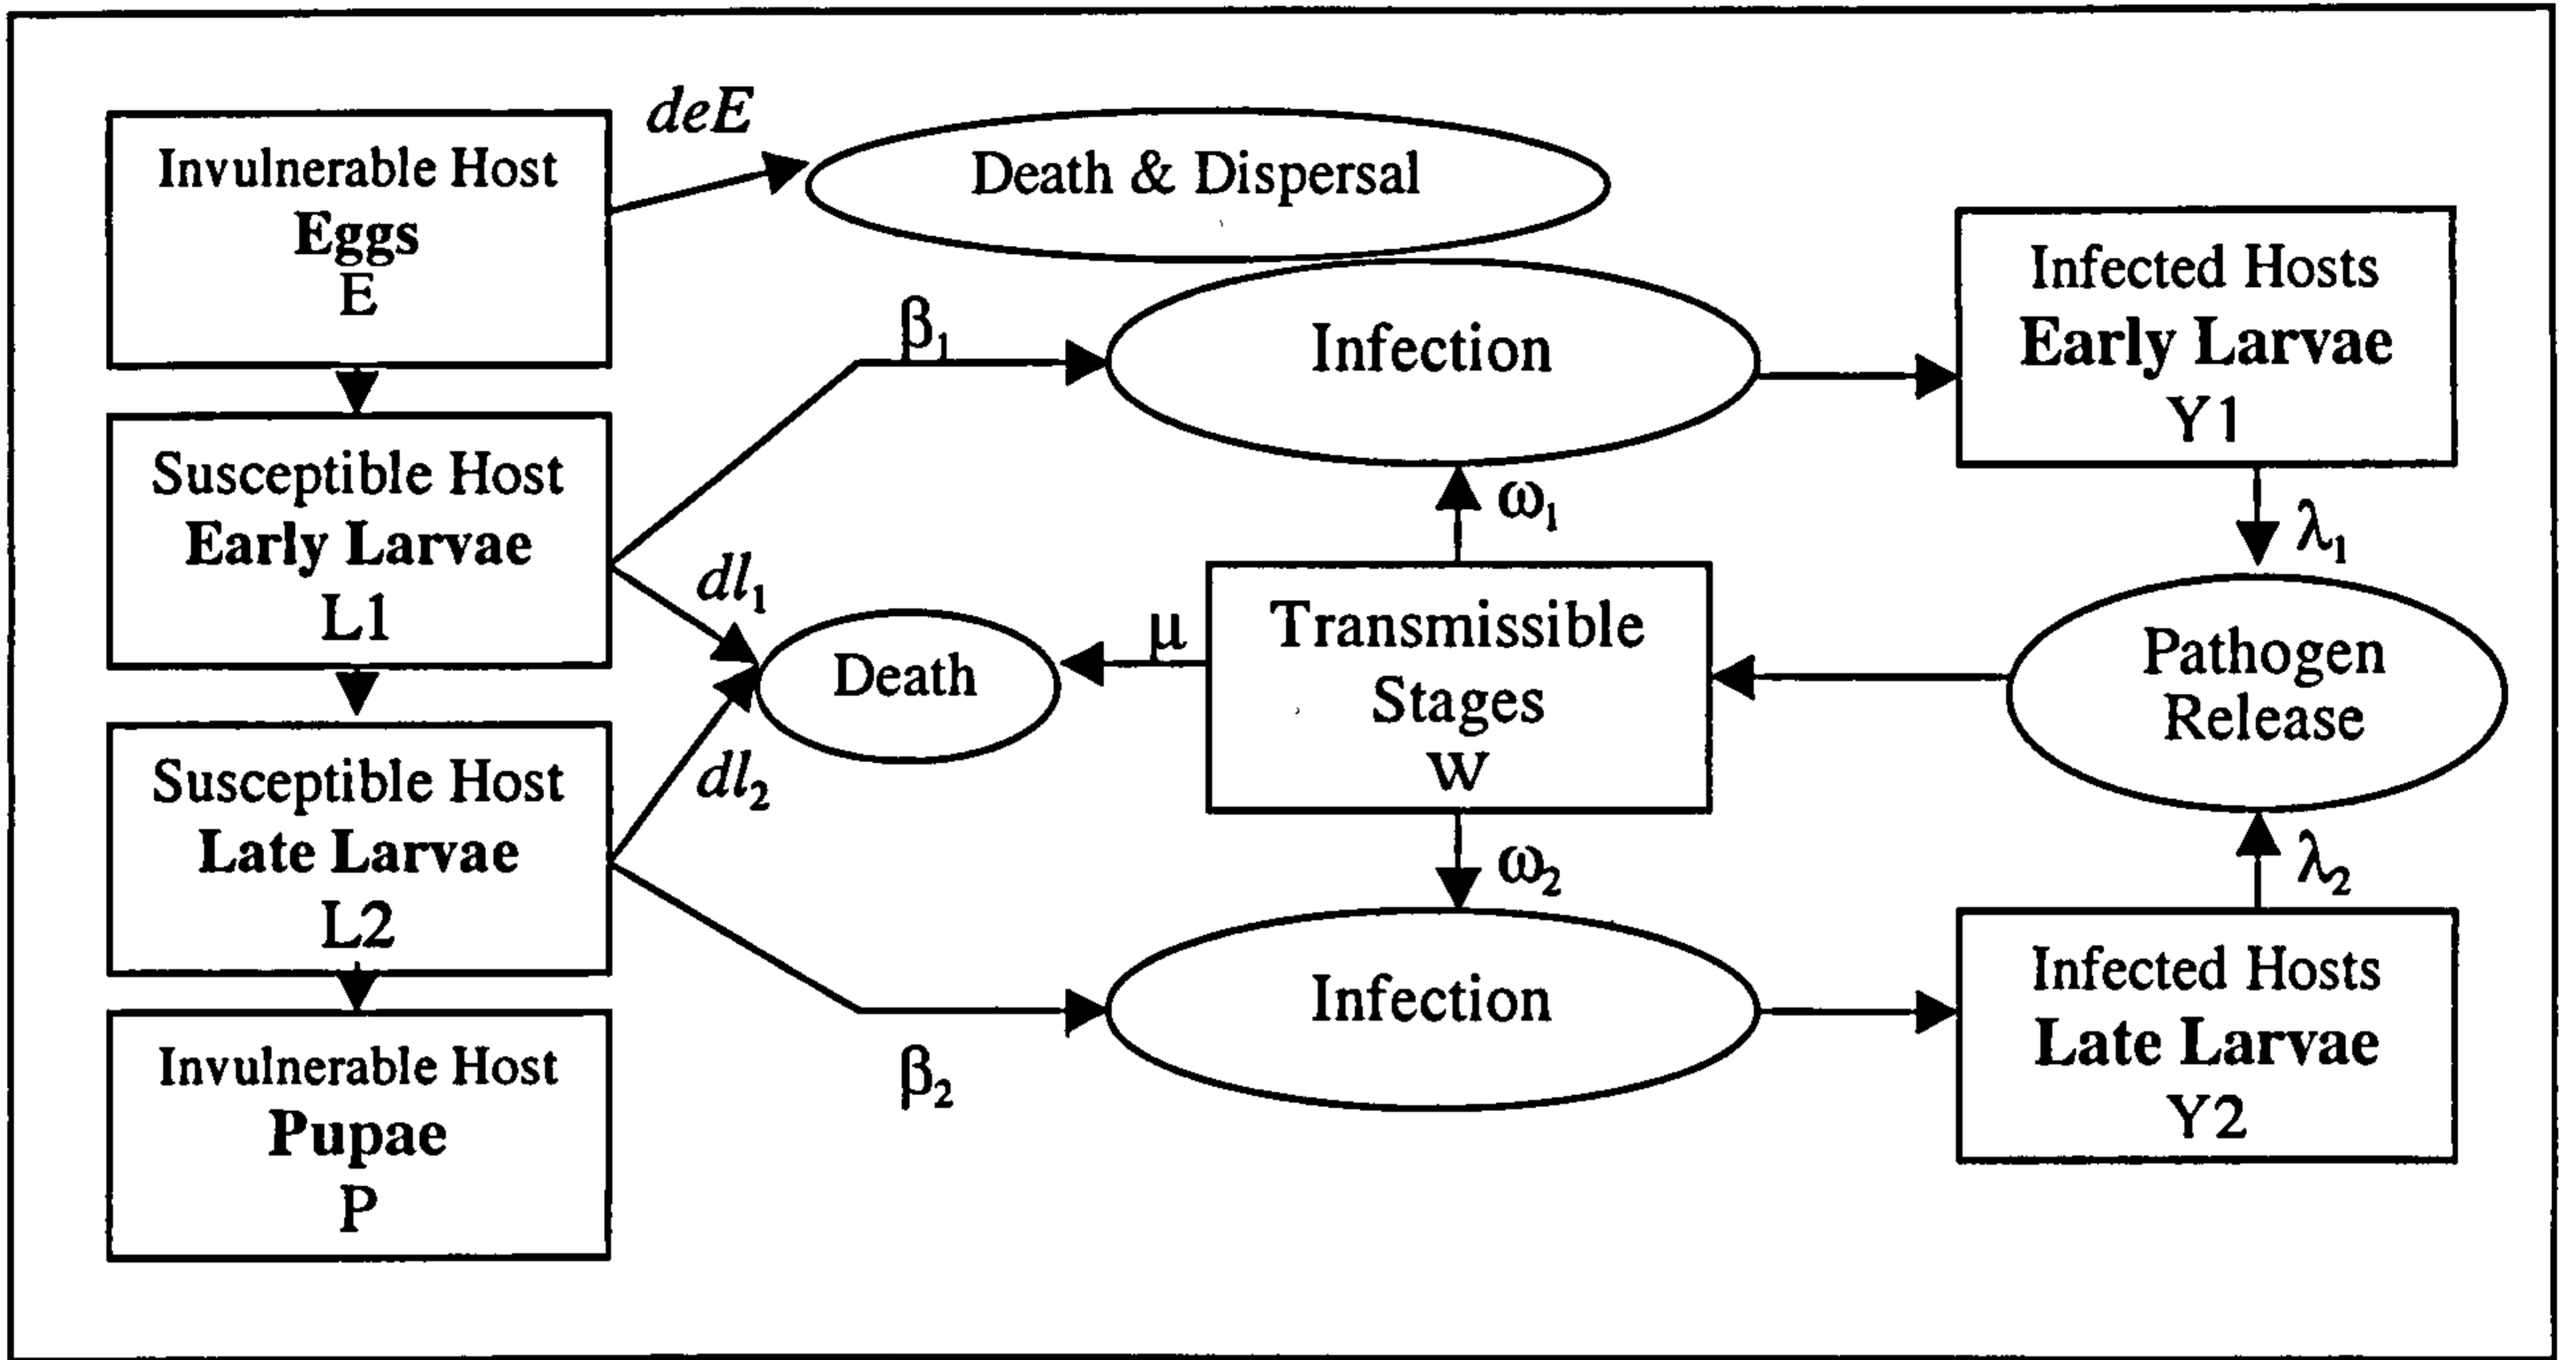 deE
Invulnerable Host
Eggs
E
Death & Dispersal
Infected Hosts
Early Larvae
Y1
β₁
Infection
Susceptible Host
Early Larvae
L1
ω₁
λ₁
dl₁
Death
μ
Transmissible
Stages
W
Pathogen
Release
Susceptible Host
Late Larvae
L2
dl₂
ω₂
λ₂
Infection
Infected Hosts
Late Larvae
Y2
β₂
Invulnerable Host
Pupae
P